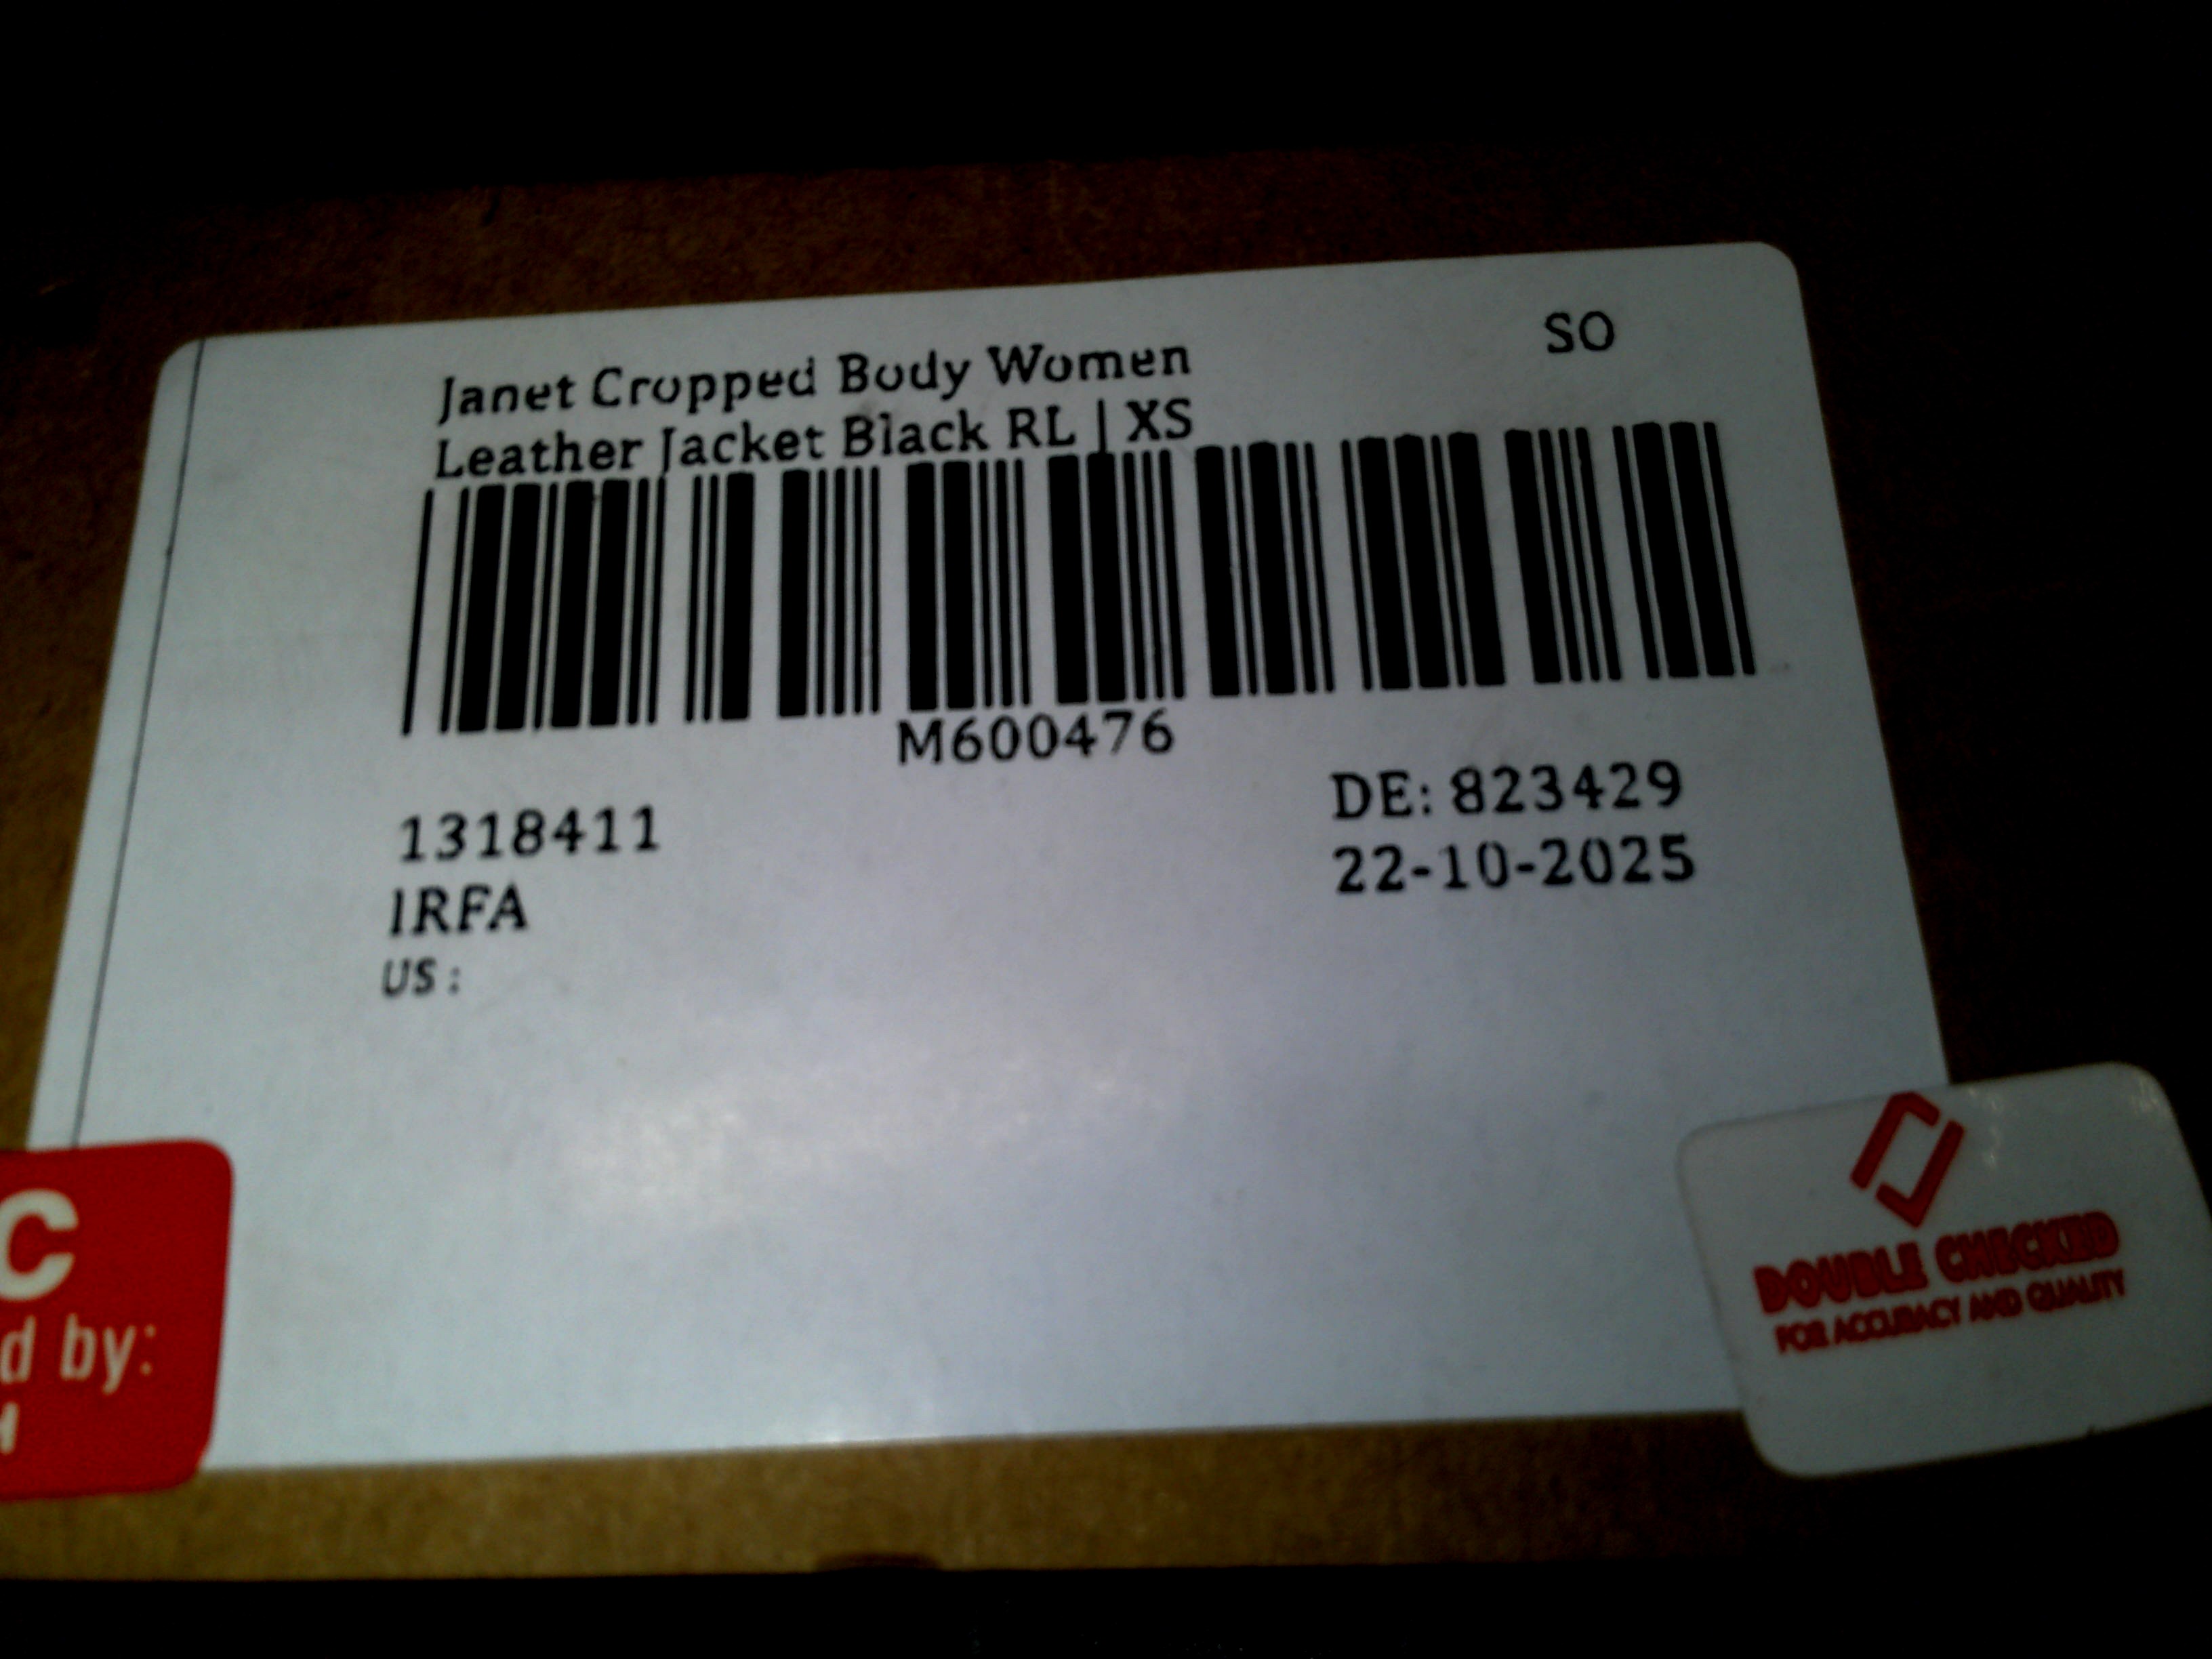 SO
Janet Cropped Body Women
Leather Jacket Black RL | XS
M600476
DE: 823429
1318411
22-10-2025
IRFA
US :
C
d by:
H
DOUBLE CHECKED
FOR ACCURACY AND QUALITY